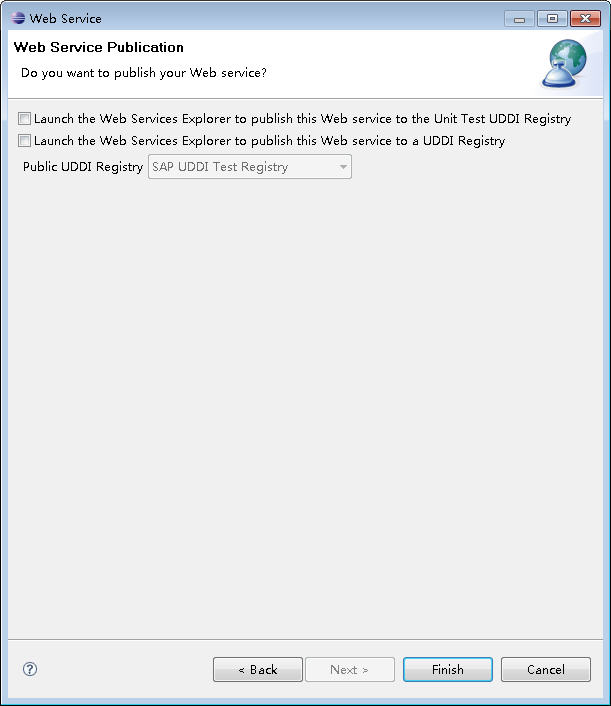 Web Service
Web Service Publication
Do you want to publish your Web service?
Launch the Web Services Explorer to publish this Web service to the Unit Test UDDI Registry
Launch the Web Services Explorer to publish this Web service to a UDDI Registry
Public UDDI Registry SAP UDDI Test Registry
? < Back Next > Finish Cancel